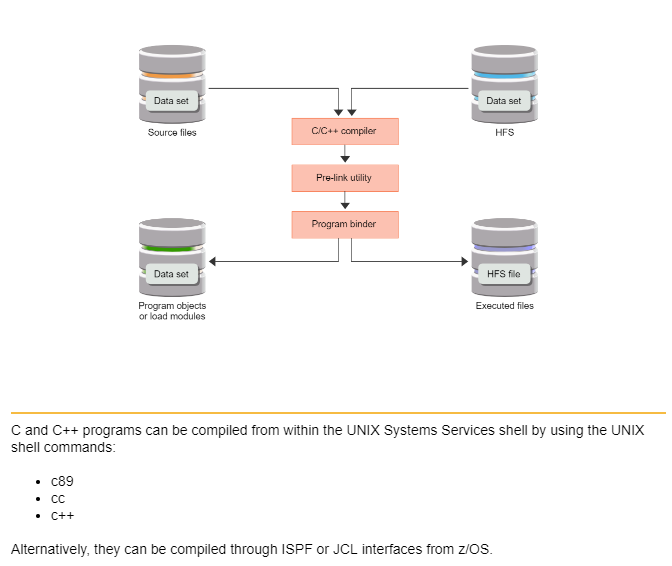 Data set
Data set
Source files
HFS
C/C++ compiler
Pre-link utility
Program binder
Data set
HFS file
Program objects
or load modules
Executed files
C and C++ programs can be compiled from within the UNIX Systems Services shell by using the UNIX
shell commands:
• c89
• cc
• c++
Alternatively, they can be compiled through ISPF or JCL interfaces from z/OS.